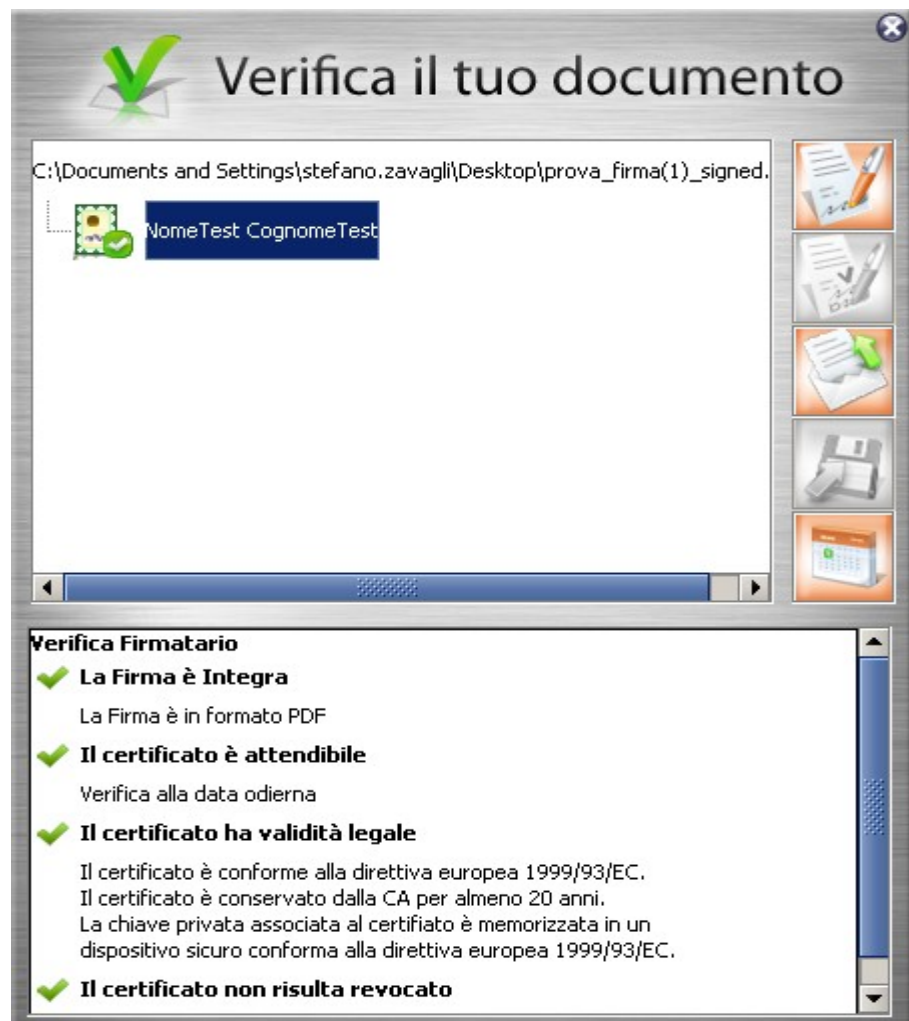 Verifica il tuo documento
C:\Documents and Settings\stefano.zavagli\Desktop\prova_firma(1)_signed.
NomeTest CognomeTest
Verifica Firmatario
La Firma è Integra
La Firma è in formato PDF
Il certificato è attendibile
Verifica alla data odierna
Il certificato ha validità legale
Il certificato è conforme alla direttiva europea 1999/93/EC.
Il certificato è conservato dalla CA per almeno 20 anni.
La chiave privata associata al certifiato è memorizzata in un
dispositivo sicuro conforma alla direttiva europea 1999/93/EC.
Il certificato non risulta revocato